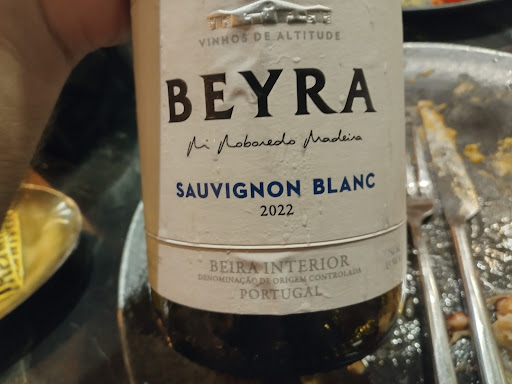 VINHOS DE ALTITUDE
BEYRA
Rui Roboredo Madeira
SAUVIGNON BLANC
2022
BEIRA INTERIOR
DENOMINAÇÃO DE ORIGEM CONTROLADA
PORTUGAL